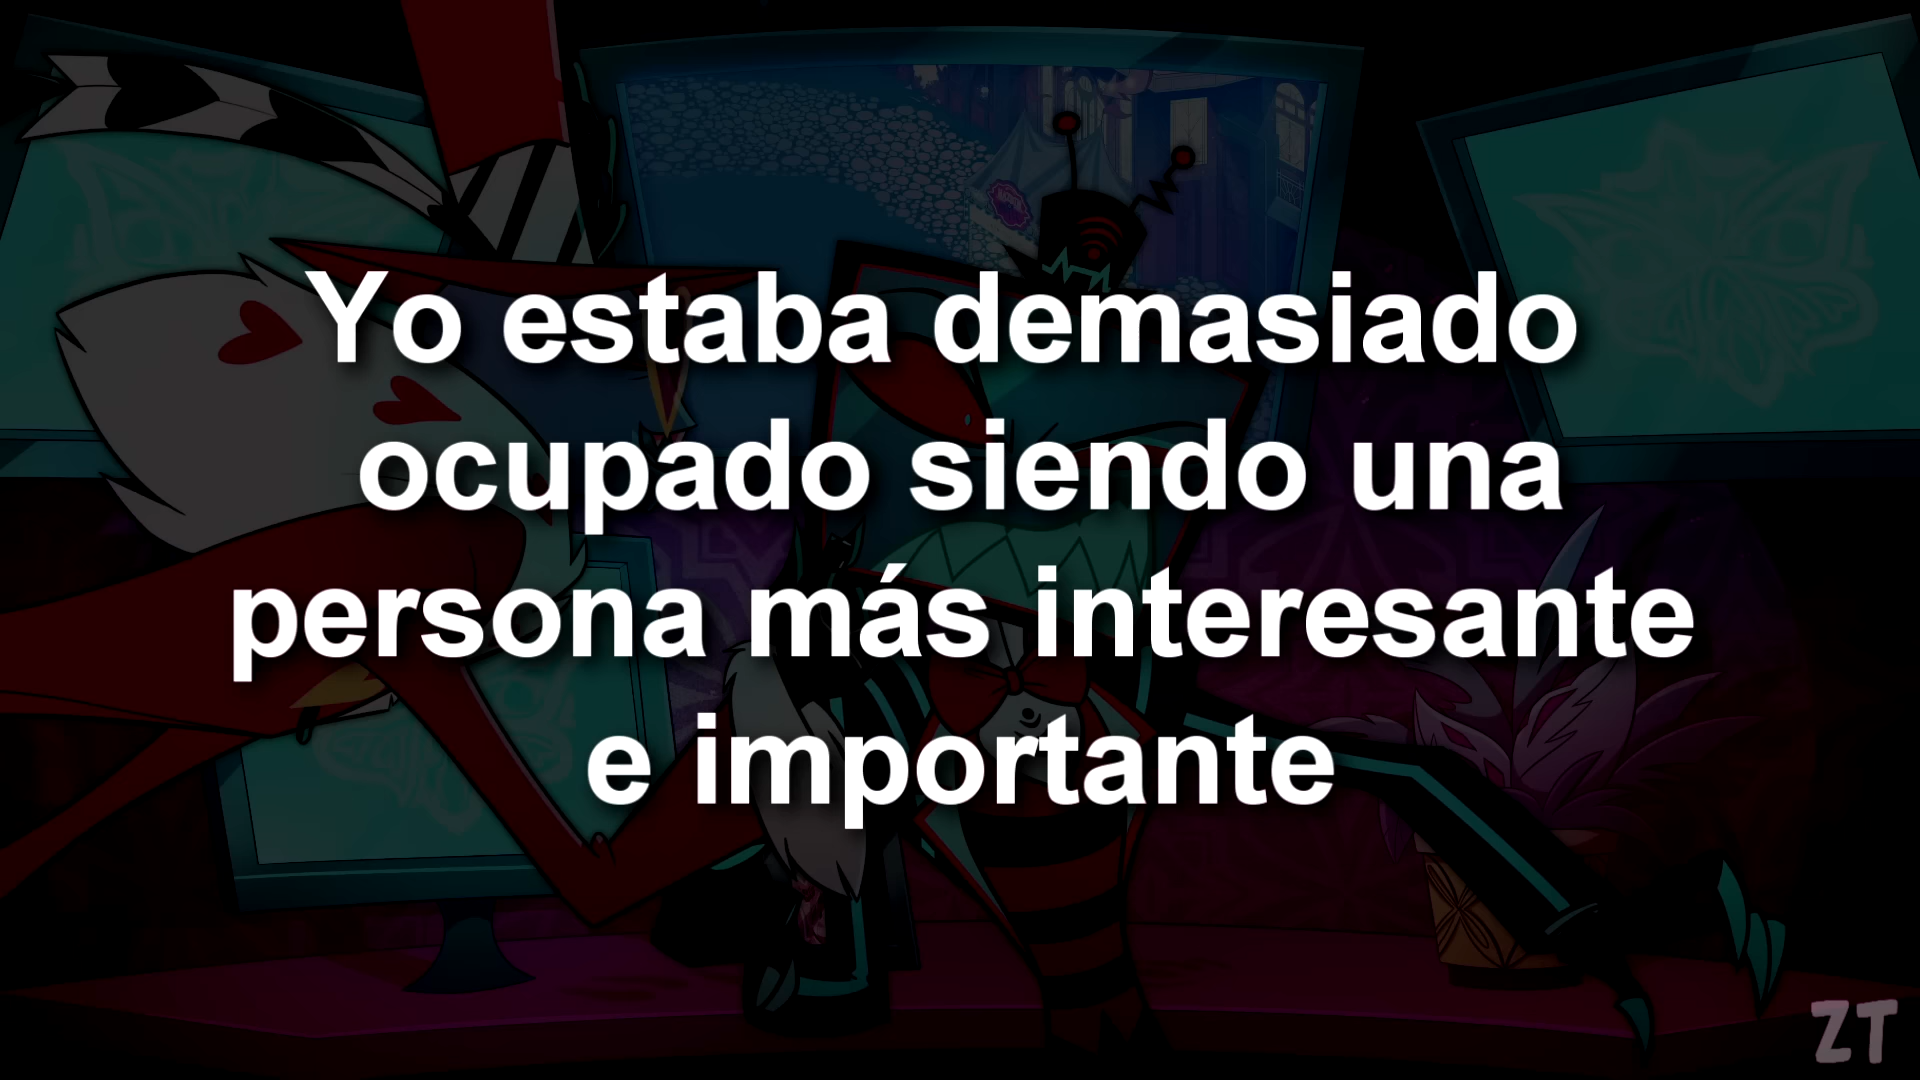 Yo estaba demasiado
ocupado siendo una
persona más interesante
e importante
ZT